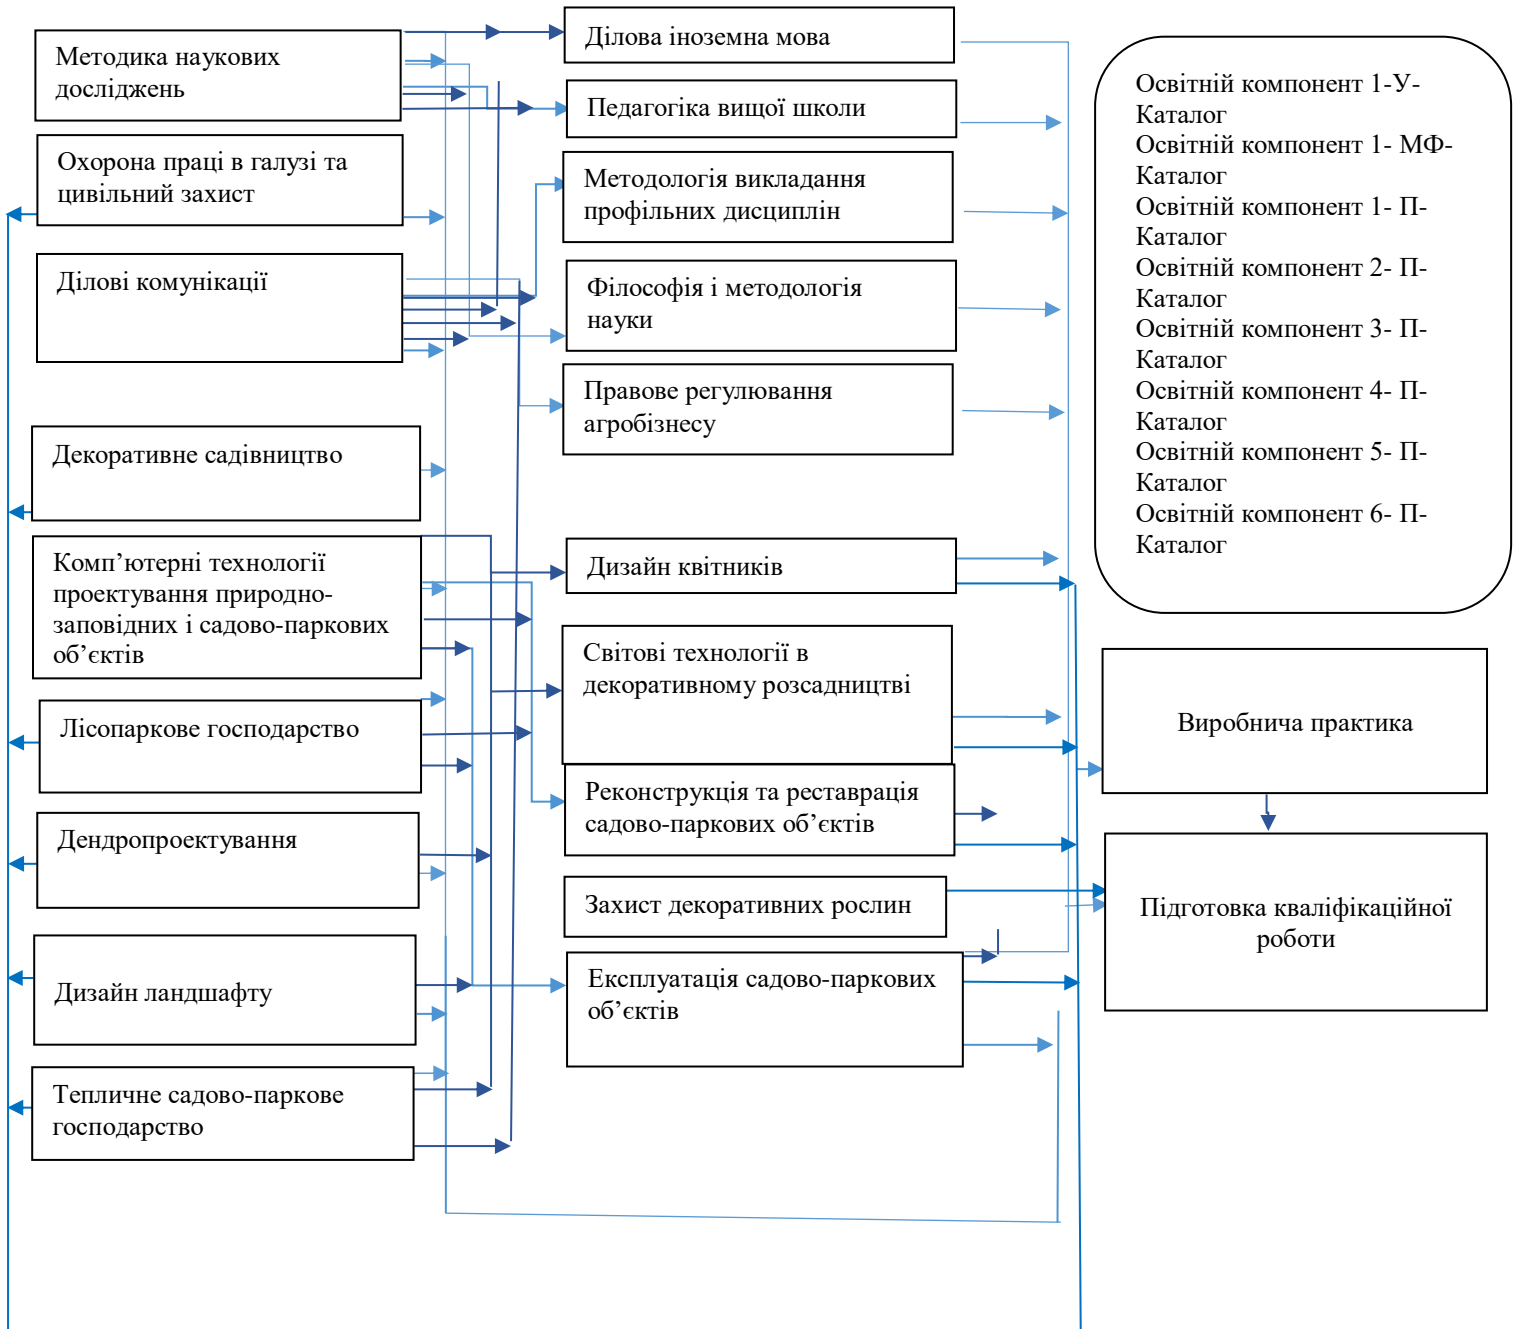 Методика наукових
досліджень
Охорона праці в галузі та
цивільний захист
Ділові комунікації
Декоративне садівництво
Комп’ютерні технології
проектування природно-
заповідних і садово-паркових
об’єктів
Лісопаркове господарство
Дендропроектування
Дизайн ландшафту
Тепличне садово-паркове
господарство
Ділова іноземна мова
Педагогіка вищої школи
Методологія викладання
профільних дисциплін
Філософія і методологія
науки
Правове регулювання
агробізнесу
Дизайн квітників
Світові технології в
декоративному розсадництві
Реконструкція та реставрація
садово-паркових об’єктів
Захист декоративних рослин
Експлуатація садово-паркових
об’єктів
Освітній компонент 1-У-
Каталог
Освітній компонент 1- МФ-
Каталог
Освітній компонент 1- П-
Каталог
Освітній компонент 2- П-
Каталог
Освітній компонент 3- П-
Каталог
Освітній компонент 4- П-
Каталог
Освітній компонент 5- П-
Каталог
Освітній компонент 6- П-
Каталог
Виробнича практика
Підготовка кваліфікаційної
роботи